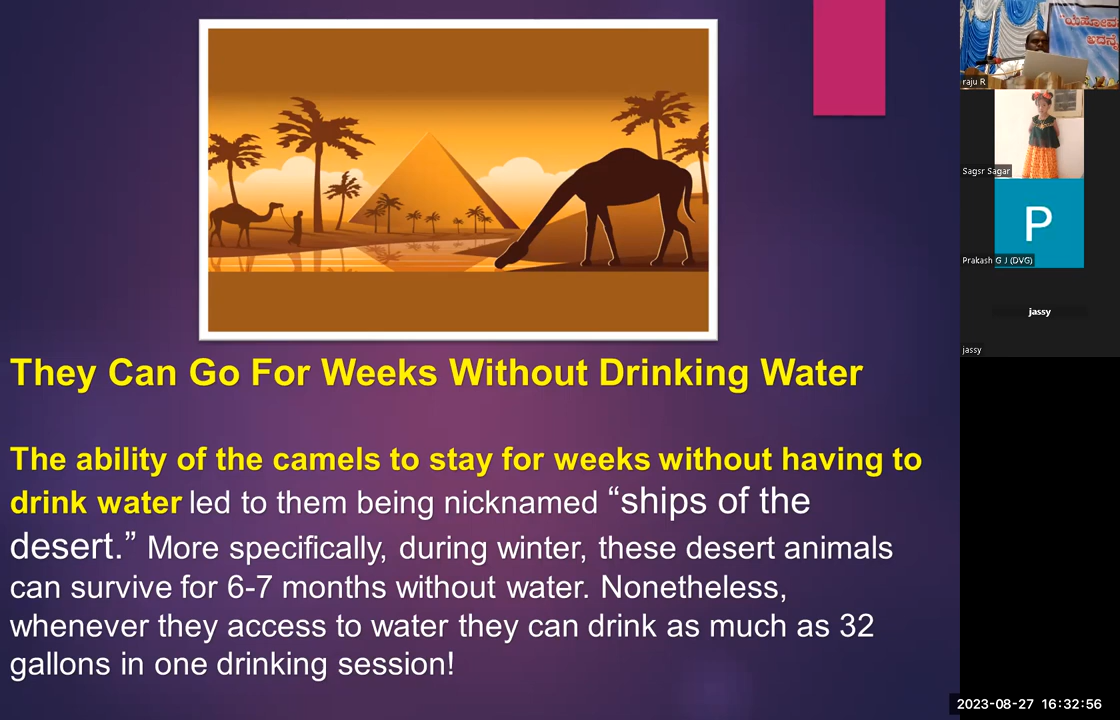 They Can Go For Weeks Without Drinking Water
The ability of the camels to stay for weeks without having to
drink water led to them being nicknamed “ships of the
desert.” More specifically, during winter, these desert animals
can survive for 6-7 months without water. Nonetheless,
whenever they access to water they can drink as much as 32
gallons in one drinking session!
raju R
Sagsr Sagar
P
Prakash G J (DVG)
jassy
jassy
2023-08-27 16:32:56